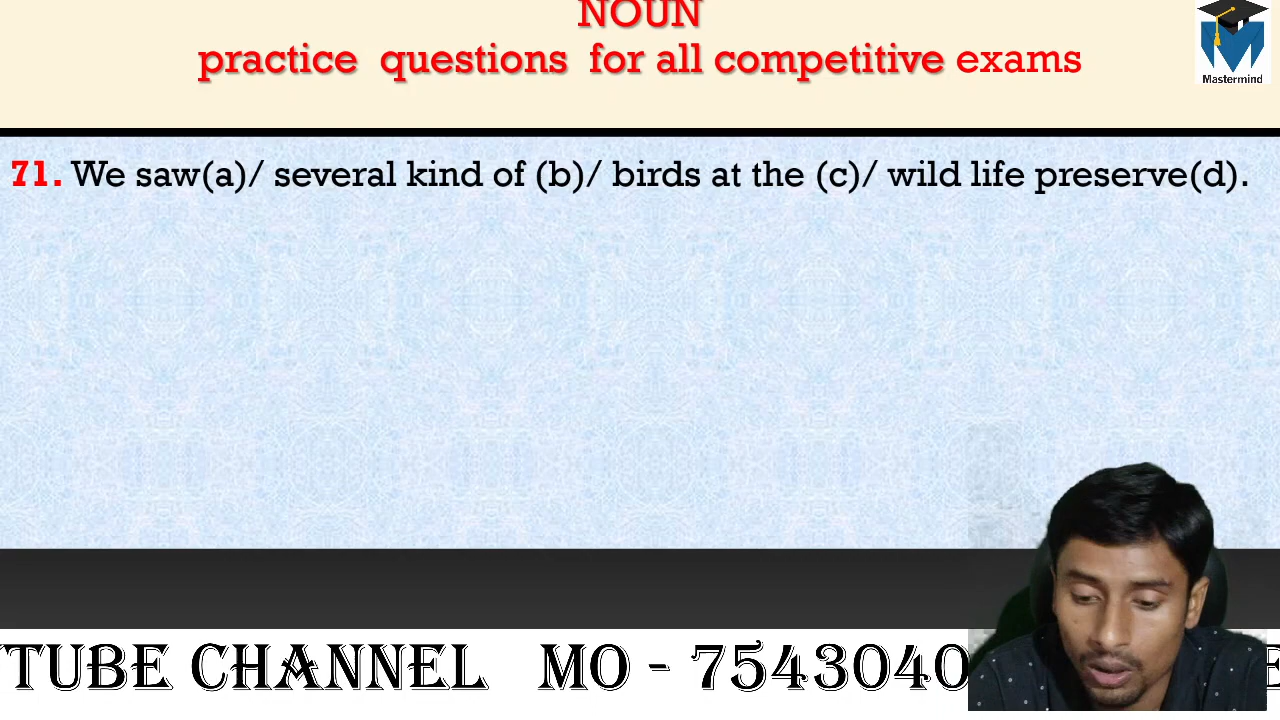 NOUN
practice questions for all competitive exams
Mastermind
71. We saw(a)/ several kind of (b)/ birds at the (c)/ wild life preserve(d).
TUBE CHANNEL MO - 7543040